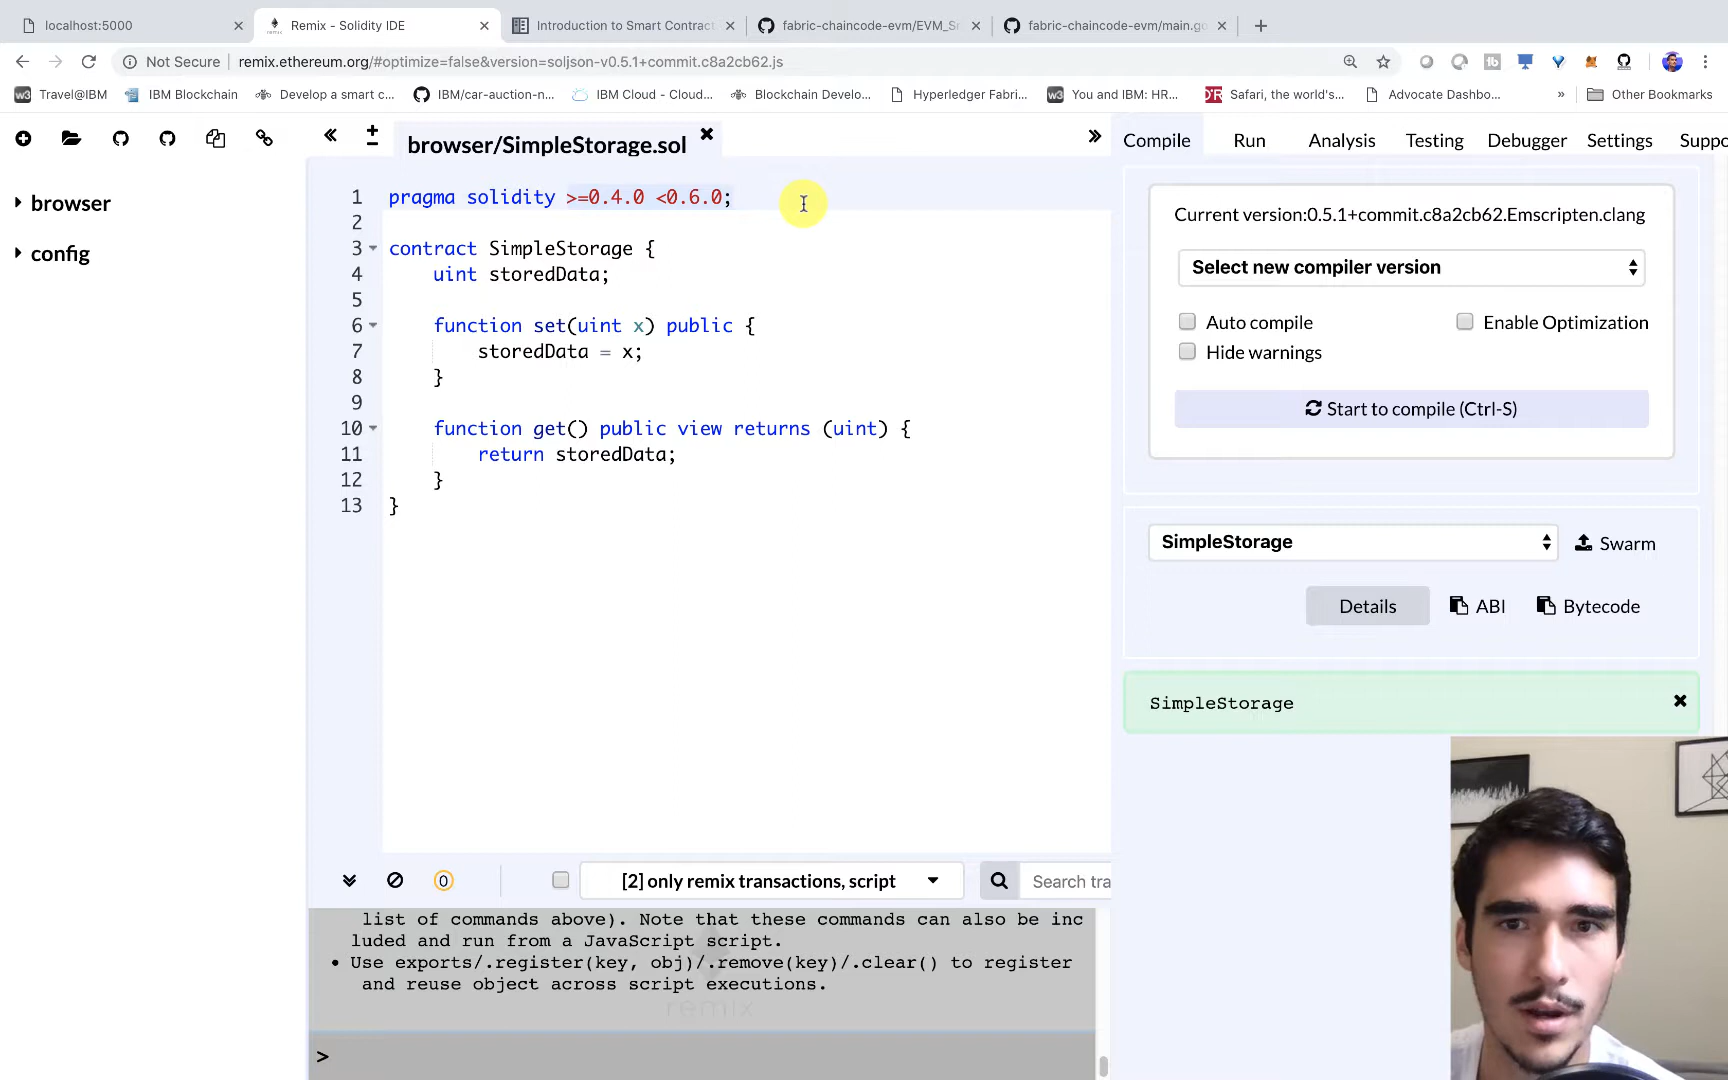 localhost:5000
Remix - Solidity IDE
Introduction to Smart Contract
fabric-chaincode-evm/EVM_Sm
fabric-chaincode-evm/main.go
Not Secure
remix.ethereum.org/#optimize=false&version=soljson-v0.5.1+commit.c8a2cb62.js
w3 Travel@IBM
IBM Blockchain
Develop a smart c...
IBM/car-auction-n...
IBM Cloud - Cloud...
Blockchain Develo...
Hyperledger Fabri...
w3 You and IBM: HR...
Safari, the world's...
Advocate Dashbo...
» Other Bookmarks
browser/SimpleStorage.sol
Compile Run Analysis Testing Debugger Settings Suppo
browser
config
1 pragma solidity >=0.4.0 <0.6.0;
2
3 contract SimpleStorage {
4 uint storedData;
5
6 function set(uint x) public {
7 storedData = x;
8 }
9
10 function get() public view returns (uint) {
11 return storedData;
12 }
13 }
Current version:0.5.1+commit.c8a2cb62.Emscripten.clang
Select new compiler version
Auto compile Enable Optimization
Hide warnings
Start to compile (Ctrl-S)
SimpleStorage Swarm
Details ABI Bytecode
SimpleStorage
0
[2] only remix transactions, script
Search tra
list of commands above). Note that these commands can also be inc
luded and run from a JavaScript script.
• Use exports/.register(key, obj)/.remove(key)/.clear() to register
and reuse object across script executions.
remix
>